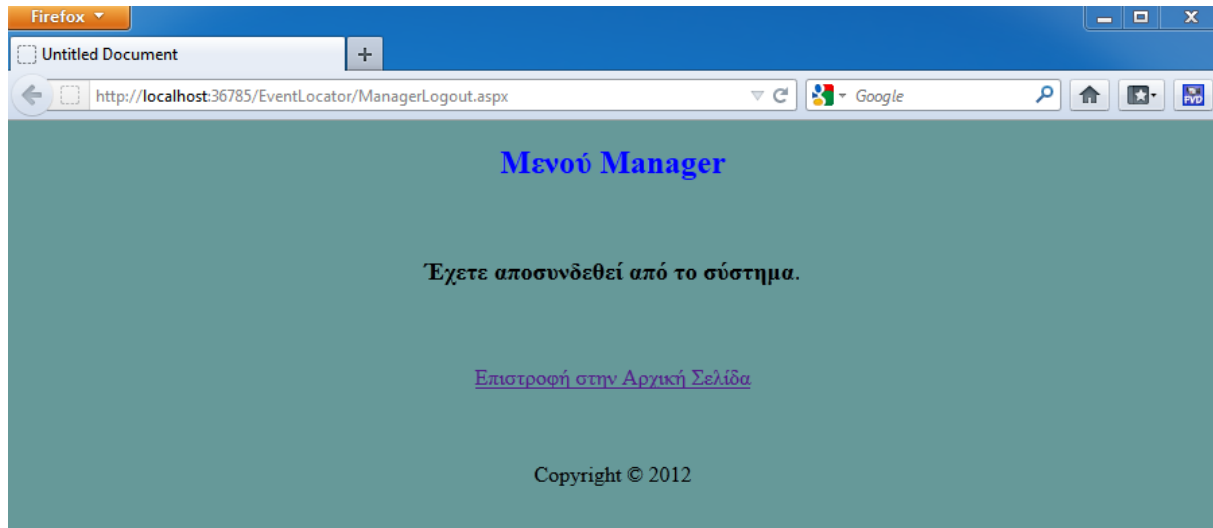 Firefox
Untitled Document
http://localhost:36785/EventLocator/ManagerLogout.aspx
Google
FVD
Μενού Manager
Έχετε αποσυνδεθεί από το σύστημα.
Επιστροφή στην Αρχική Σελίδα
Copyright © 2012